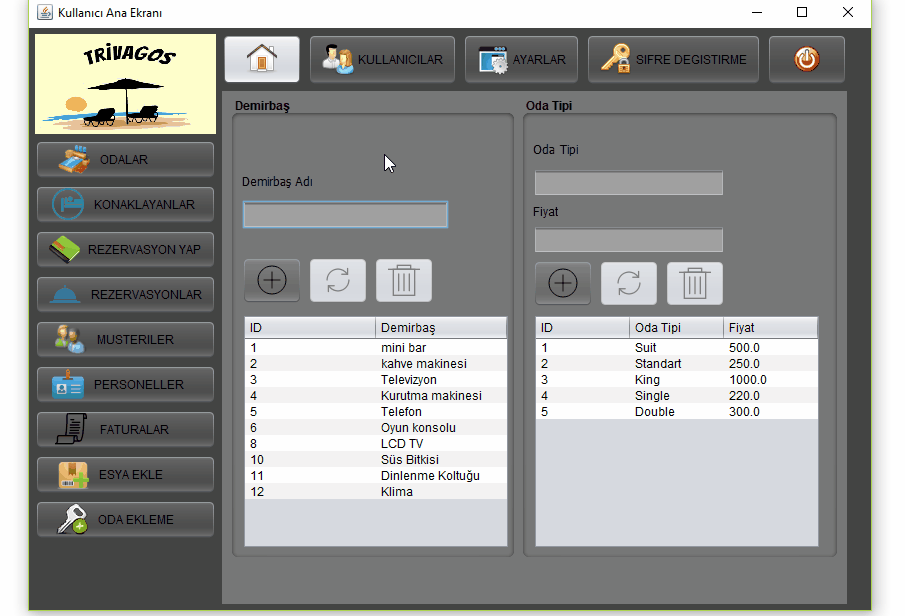 Kullanıcı Ana Ekranı
TRİVAGOS
KULLANICILAR
AYARLAR
SIFRE DEGISTIRME
ODALAR
KONAKLAYANLAR
REZERVASYON YAP
REZERVASYONLAR
MUSTERILER
PERSONELLER
FATURALAR
ESYA EKLE
ODA EKLEME
Demirbaş
Demirbaş Adı
ID Demirbaş
1 mini bar
2 kahve makinesi
3 Televizyon
4 Kurutma makinesi
5 Telefon
6 Oyun konsolu
8 LCD TV
10 Süs Bitkisi
11 Dinlenme Koltuğu
12 Klima
Oda Tipi
Oda Tipi
Fiyat
ID Oda Tipi Fiyat
1 Suit 500.0
2 Standart 250.0
3 King 1000.0
4 Single 220.0
5 Double 300.0